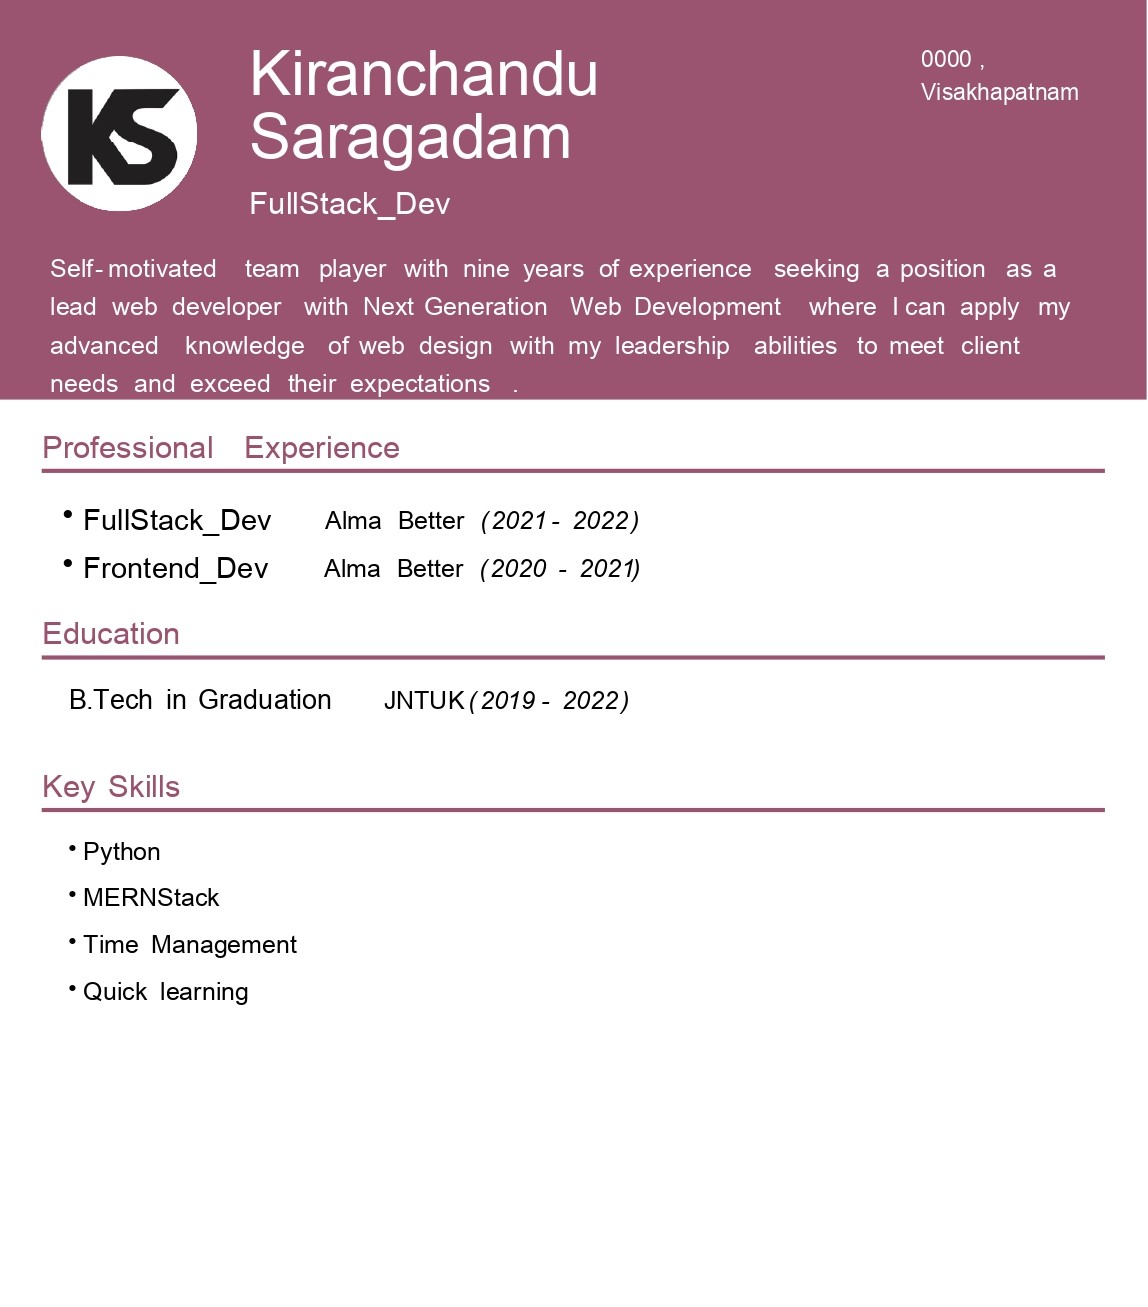 KS
Kiranchandu
Saragadam
FullStack_Dev
0000 ,
Visakhapatnam
Self-motivated team player with nine years of experience seeking a position as a
lead web developer with Next Generation Web Development where I can apply my
advanced knowledge of web design with my leadership abilities to meet client
needs and exceed their expectations .
Professional Experience
• FullStack_Dev Alma Better (2021- 2022)
• Frontend_Dev Alma Better (2020 - 2021)
Education
B.Tech in Graduation JNTUK(2019- 2022)
Key Skills
• Python
• MERNStack
• Time Management
• Quick learning